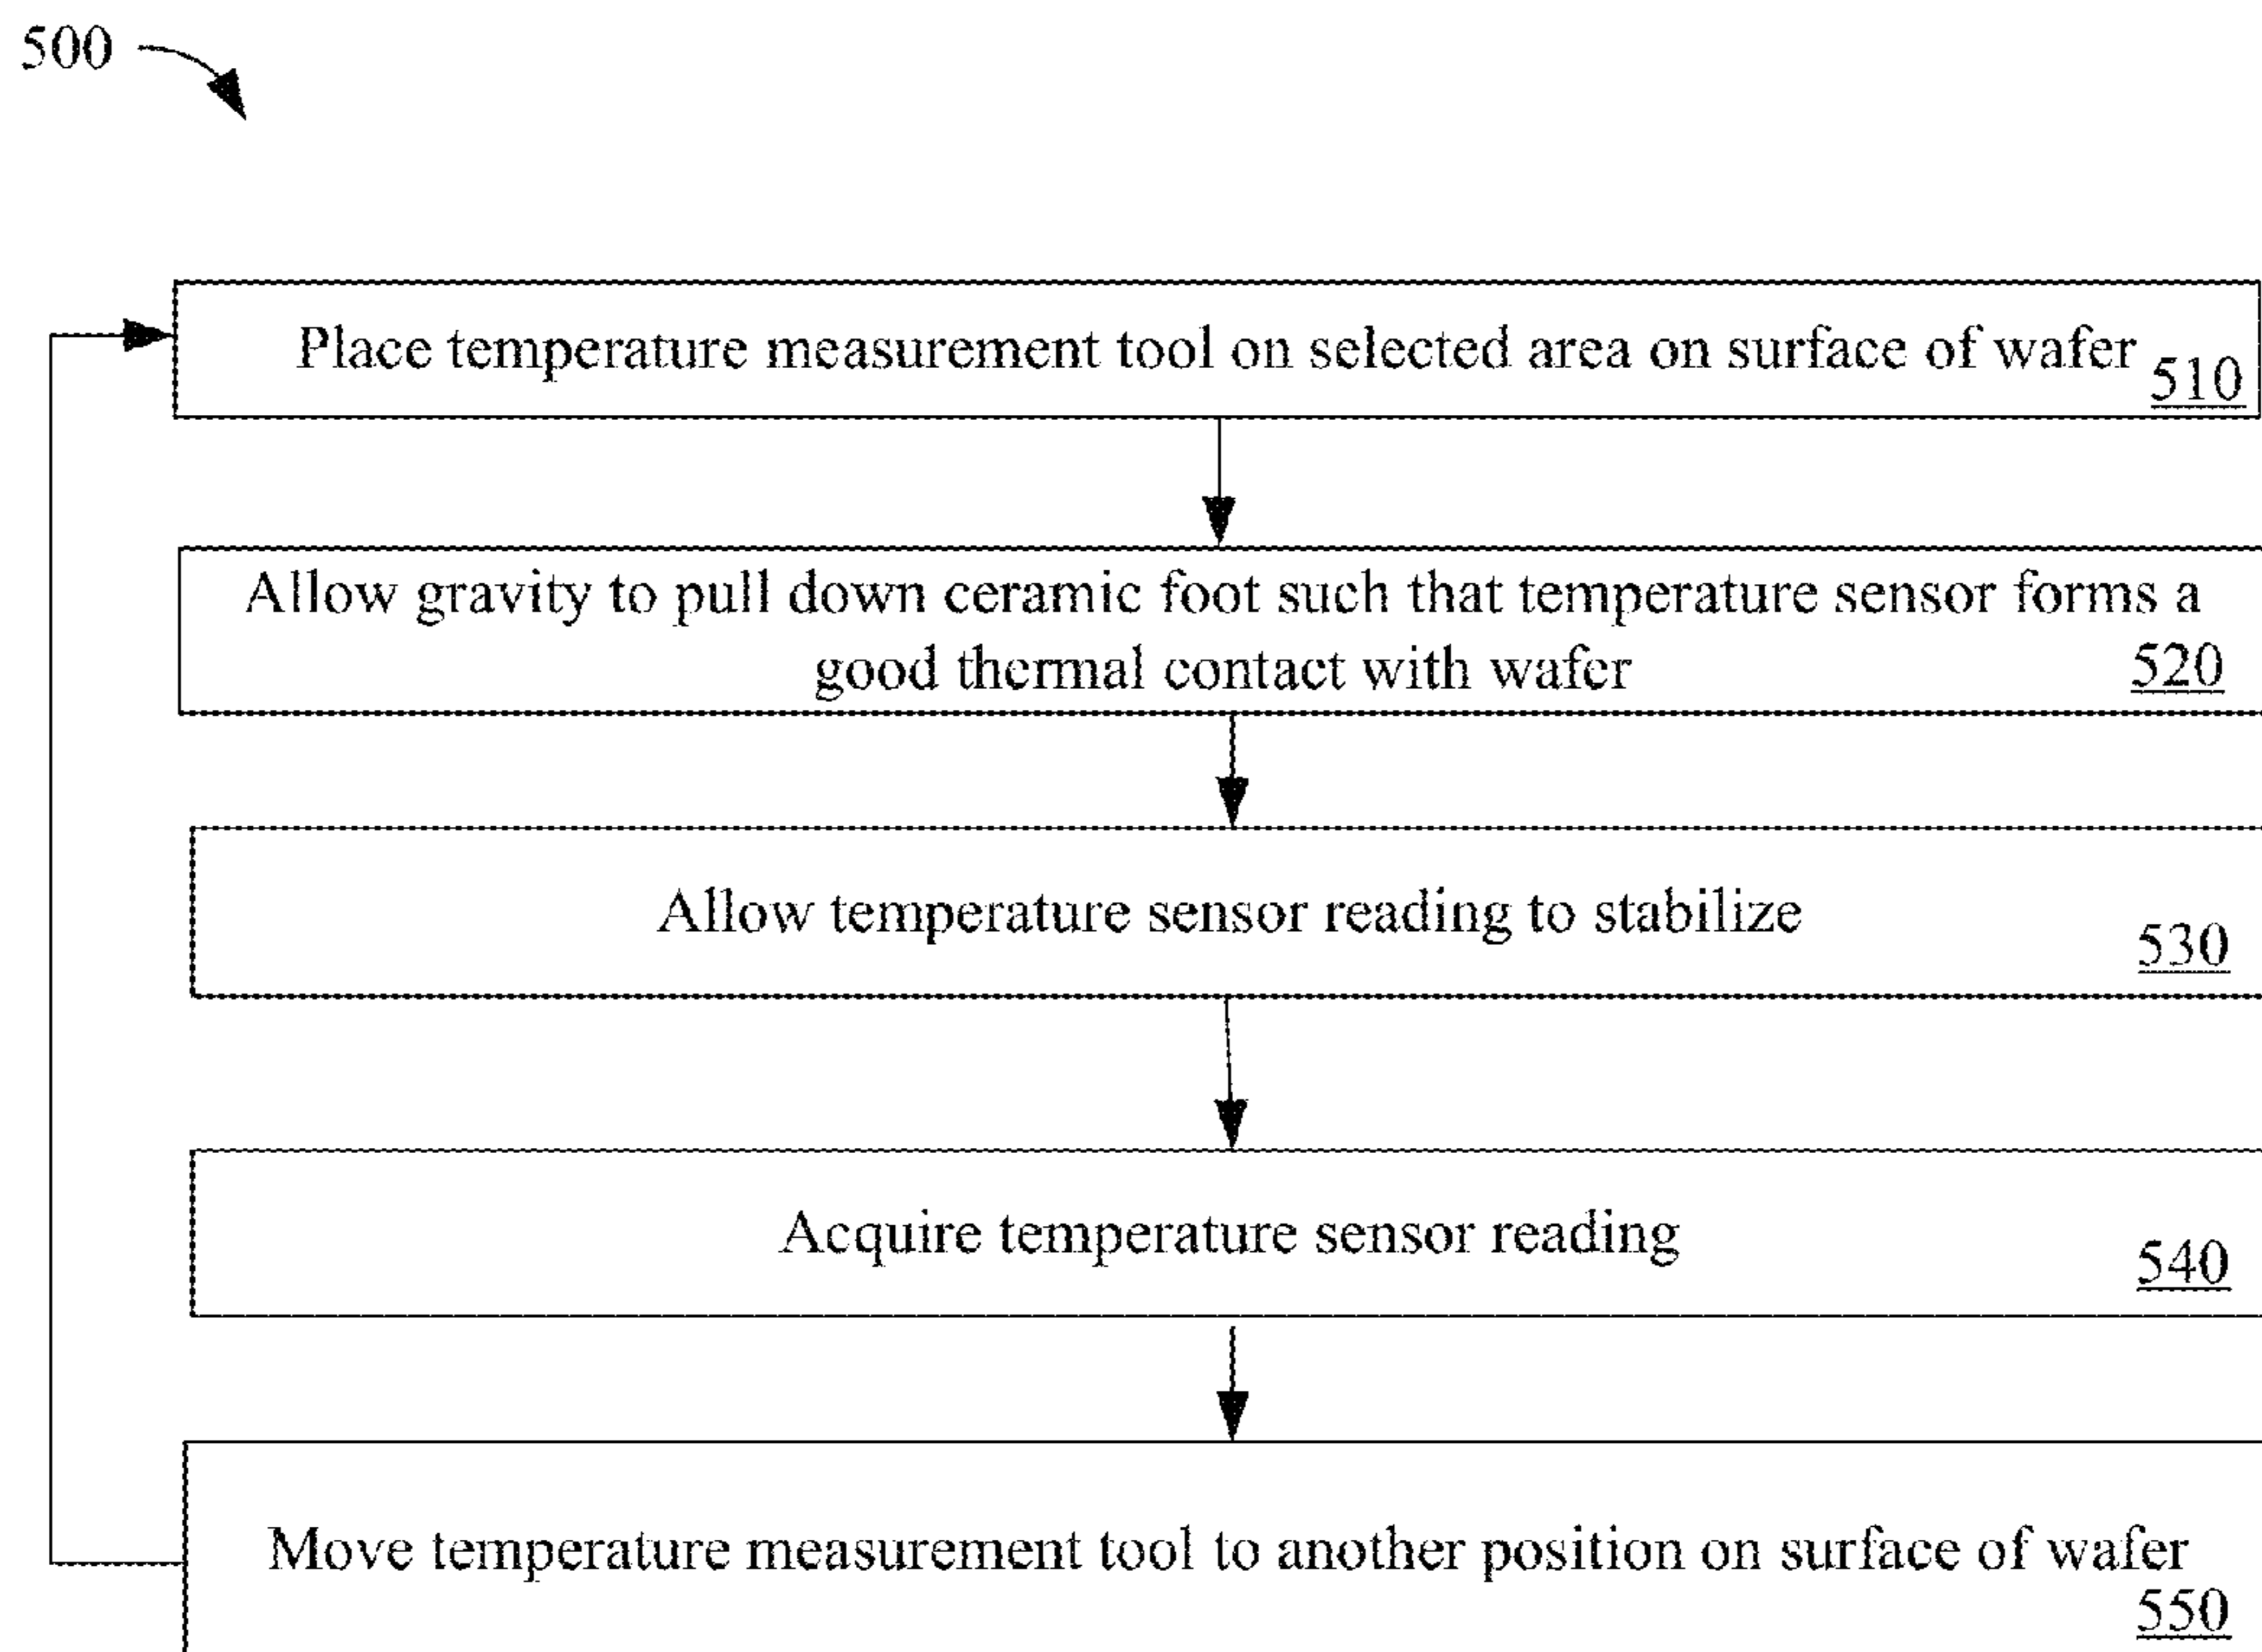 500
Place temperature measurement tool on selected area on surface of wafer
510
Allow gravity to pull down ceramic foot such that temperature sensor forms a
good thermal contact with wafer
520
Allow temperature sensor reading to stabilize
530
Acquire temperature sensor reading
540
Move temperature measurement tool to another position on surface of wafer
550